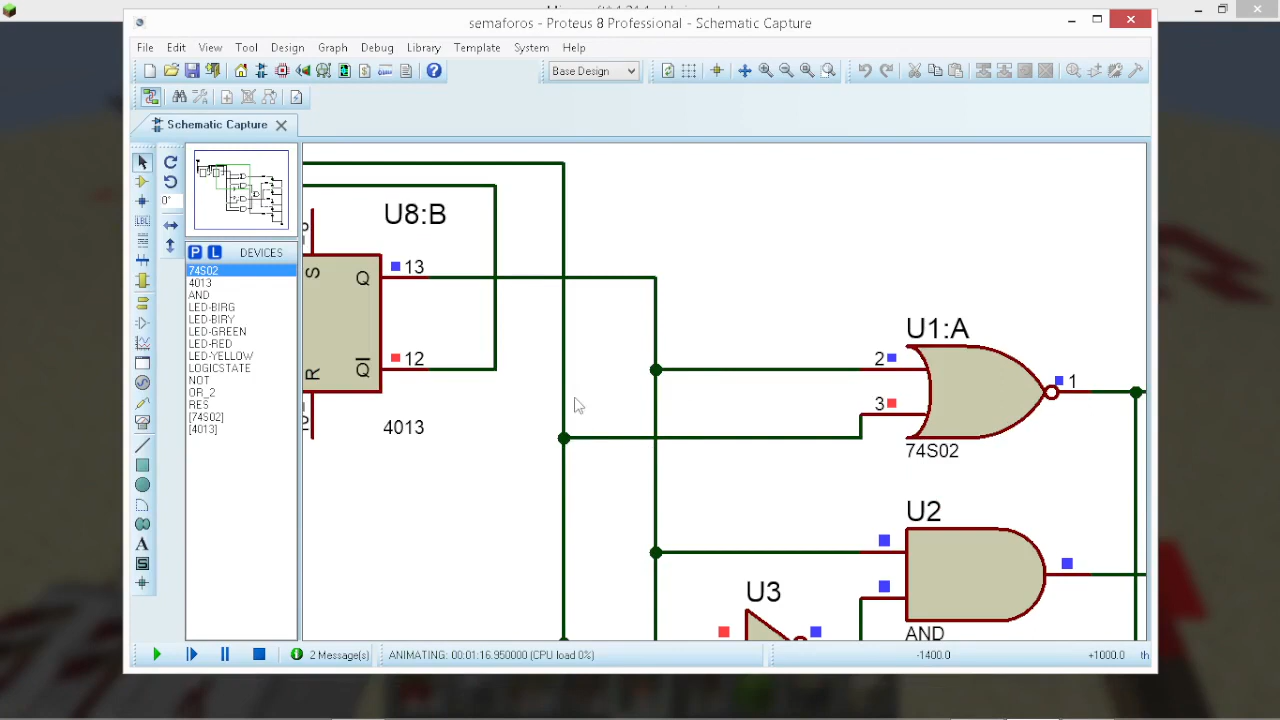 semaforos - Proteus 8 Professional - Schematic Capture
File Edit View Tool Design Graph Debug Library Template System Help
Base Design
Schematic Capture
0°
P L DEVICES
74S02
4013
AND
LED-BIRG
LED-BIRY
LED-GREEN
LED-RED
LED-YELLOW
LOGICSTATE
NOT
OR_2
RES
[74S02]
[4013]
U8:B
S
Q
13
R
Q
12
4013
U1:A
2
3
1
74S02
U2
U3
AND
2 Message(s)
ANIMATING: 00:01:16.950000 (CPU load 0%)
-1400.0
+1000.0
th